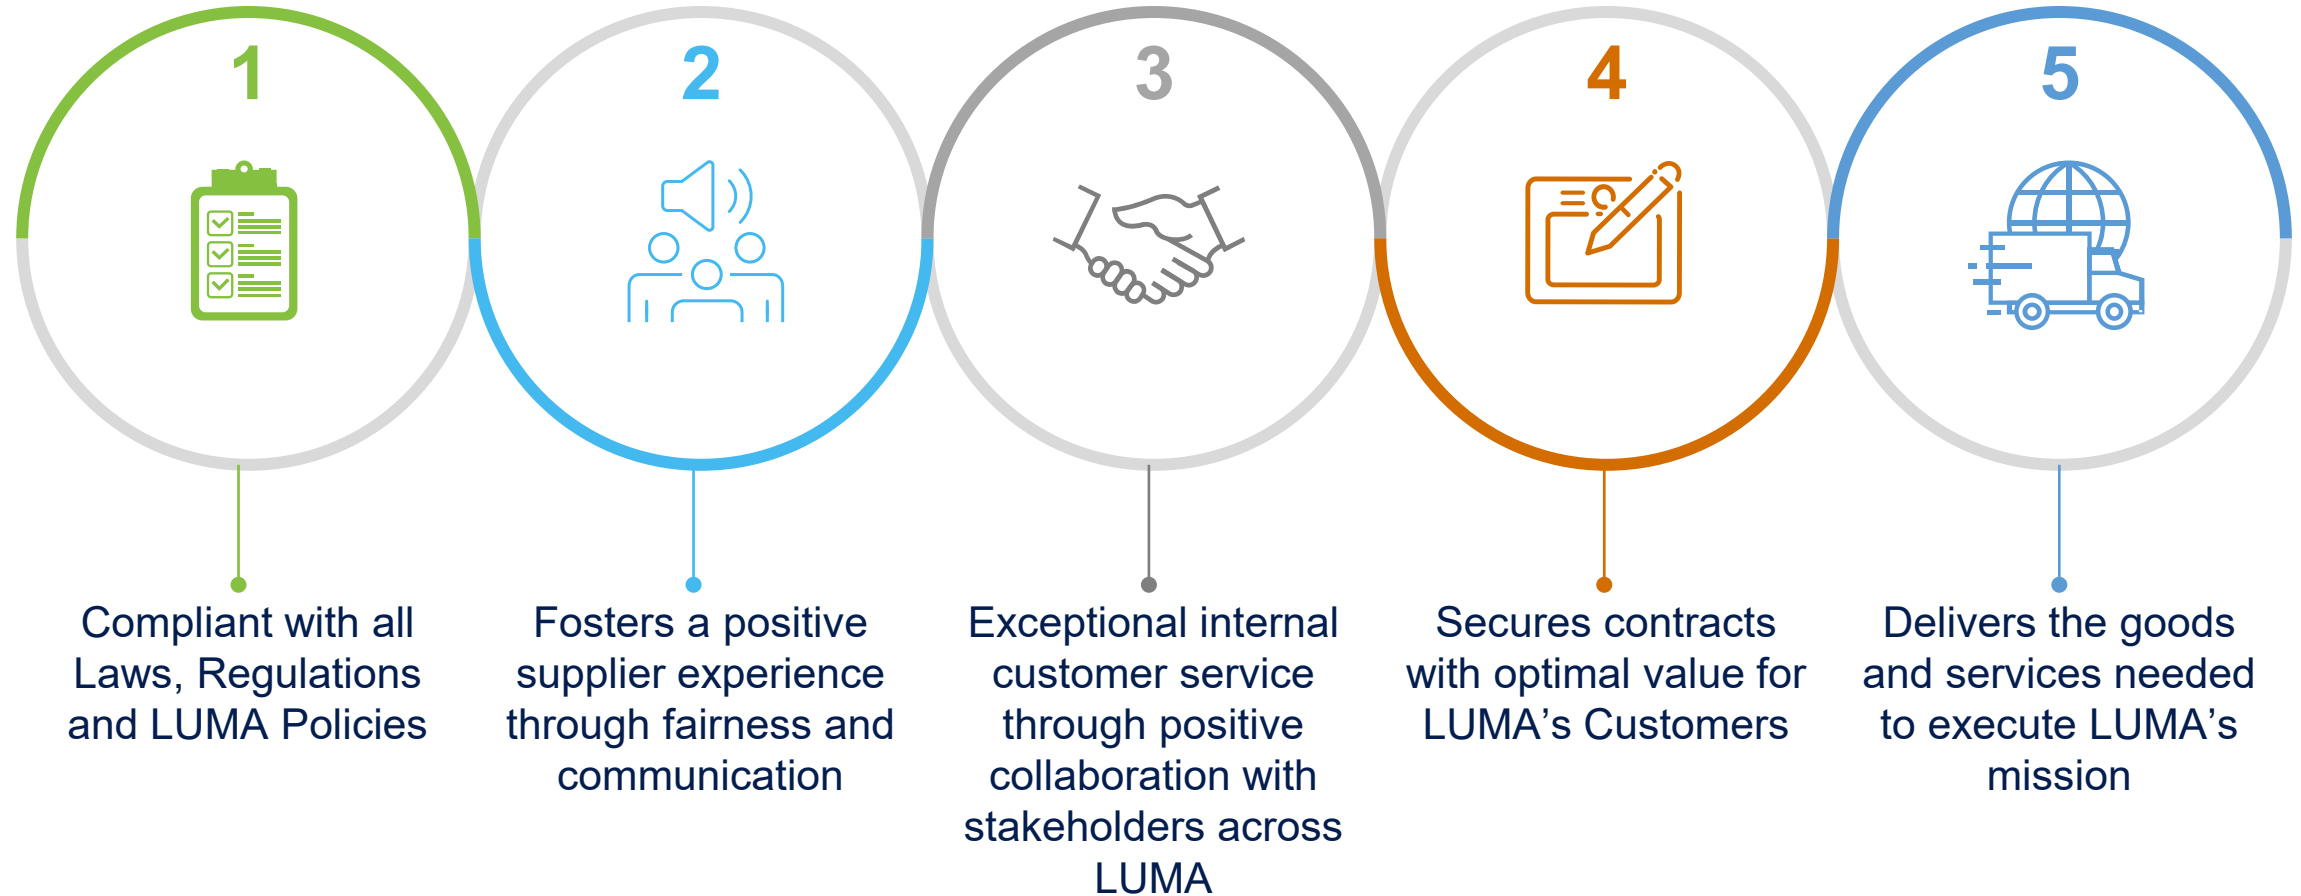 1
Compliant with all
Laws, Regulations
and LUMA Policies
2
Fosters a positive
supplier experience
through fairness and
communication
3
Exceptional internal
customer service
through positive
collaboration with
stakeholders across
LUMA
4
Secures contracts
with optimal value for
LUMA’s Customers
5
Delivers the goods
and services needed
to execute LUMA’s
mission